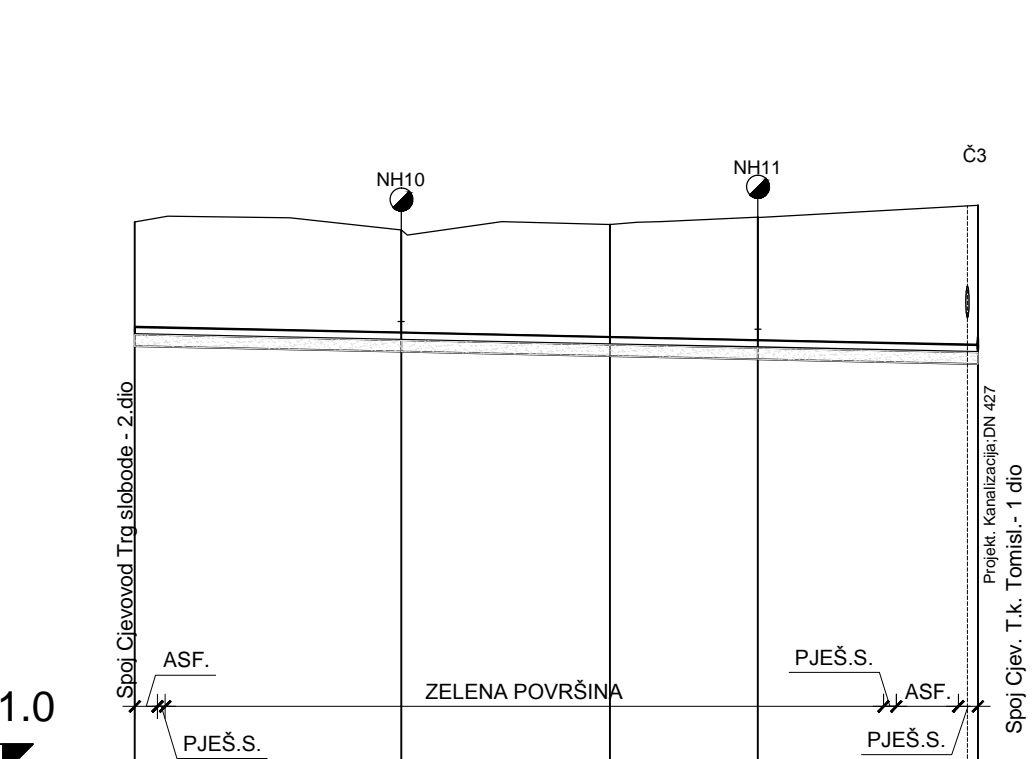 Č3
NH11
NH10
Spoj Cjevovod Trg slobode - 2.dio
Projekt. Kanalizacija;DN 427
Spoj Cjev. T.k. Tomisl.- 1 dio
ASF.
PJEŠ.S.
ZELENA POVRŠINA
ASF.
1.0
PJEŠ.S.
PJEŠ.S.